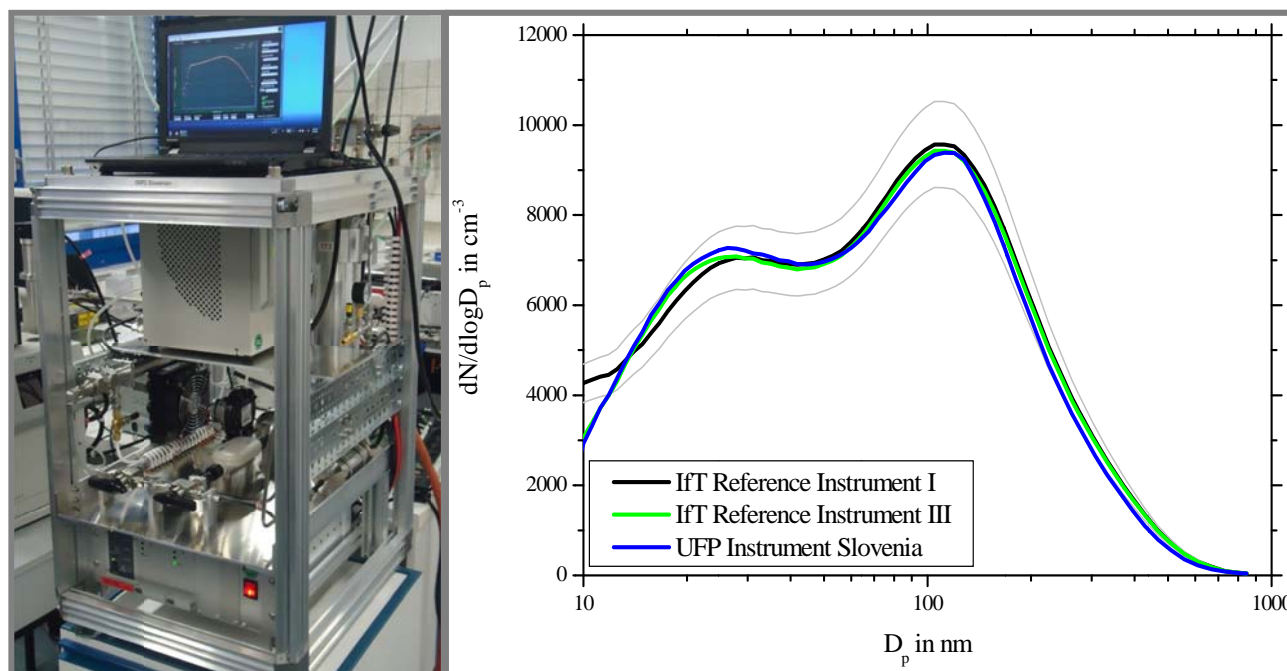 12000
10000
8000
6000
4000
2000
0
dN/dlogD_p in cm^-3
IfT Reference Instrument I
IfT Reference Instrument III
UFP Instrument Slovenia
10
100
1000
D_p in nm